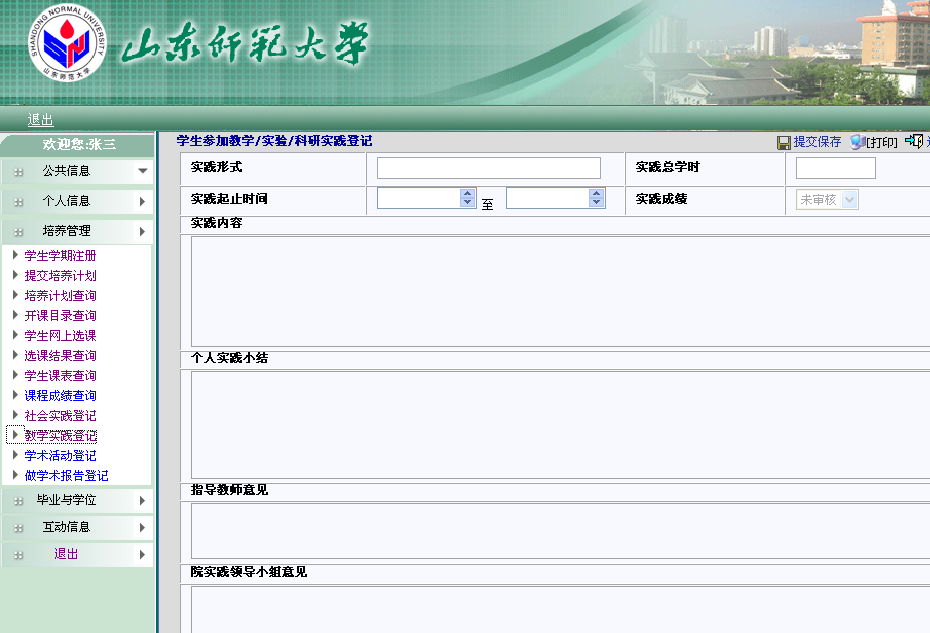 SHANDONG NORMAL UNIVERSITY
山东师范大学
山东师范大学
退出
欢迎您:张三
公共信息
个人信息
培养管理
学生学期注册
提交培养计划
培养计划查询
开课目录查询
学生网上选课
选课结果查询
学生课表查询
课程成绩查询
社会实践登记
教学实践登记
学术活动登记
做学术报告登记
毕业与学位
互动信息
退出
学生参加教学/实验/科研实践登记
提交保存 [打印]
实践形式 实践总学时
实践起止时间 至 实践成绩 未审核
实践内容
个人实践小结
指导教师意见
院实践领导小组意见